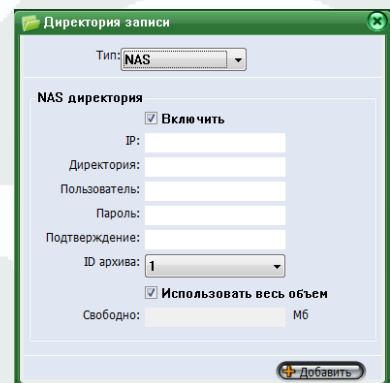 Директория записи
Тип: NAS
NAS директория
Включить
IP:
Директория:
Пользователь:
Пароль:
Подтверждение:
ID архива: 1
Использовать весь объем
Свободно: Мб
Добавить